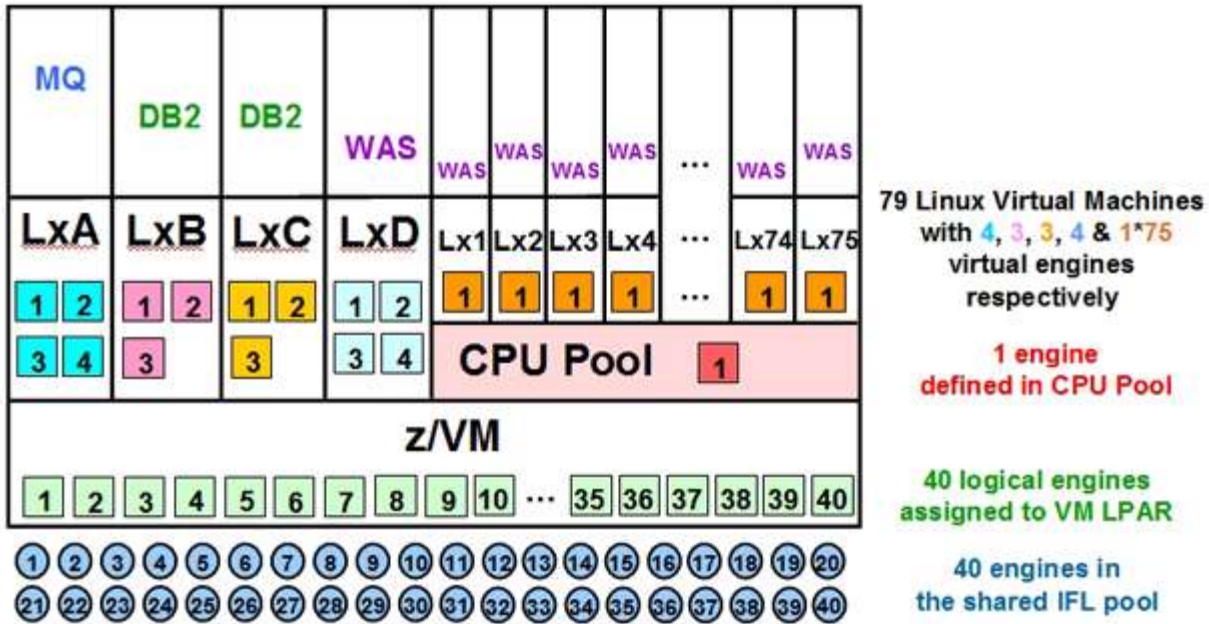 MQ
DB2 DB2
WAS WAS WAS WAS WAS ... WAS WAS
LxA LxB LxC LxD Lx1 Lx2 Lx3 Lx4 ... Lx74 Lx75
1 2 1 2 1 2 1 2 1 1 1 1 ... 1 1
3 4 3 3 3 4
CPU Pool 1
z/VM
1 2 3 4 5 6 7 8 9 10 ... 35 36 37 38 39 40
1 2 3 4 5 6 7 8 9 10 11 12 13 14 15 16 17 18 19 20
21 22 23 24 25 26 27 28 29 30 31 32 33 34 35 36 37 38 39 40
79 Linux Virtual Machines
with 4, 3, 3, 4 & 1*75
virtual engines
respectively
1 engine
defined in CPU Pool
40 logical engines
assigned to VM LPAR
40 engines in
the shared IFL pool